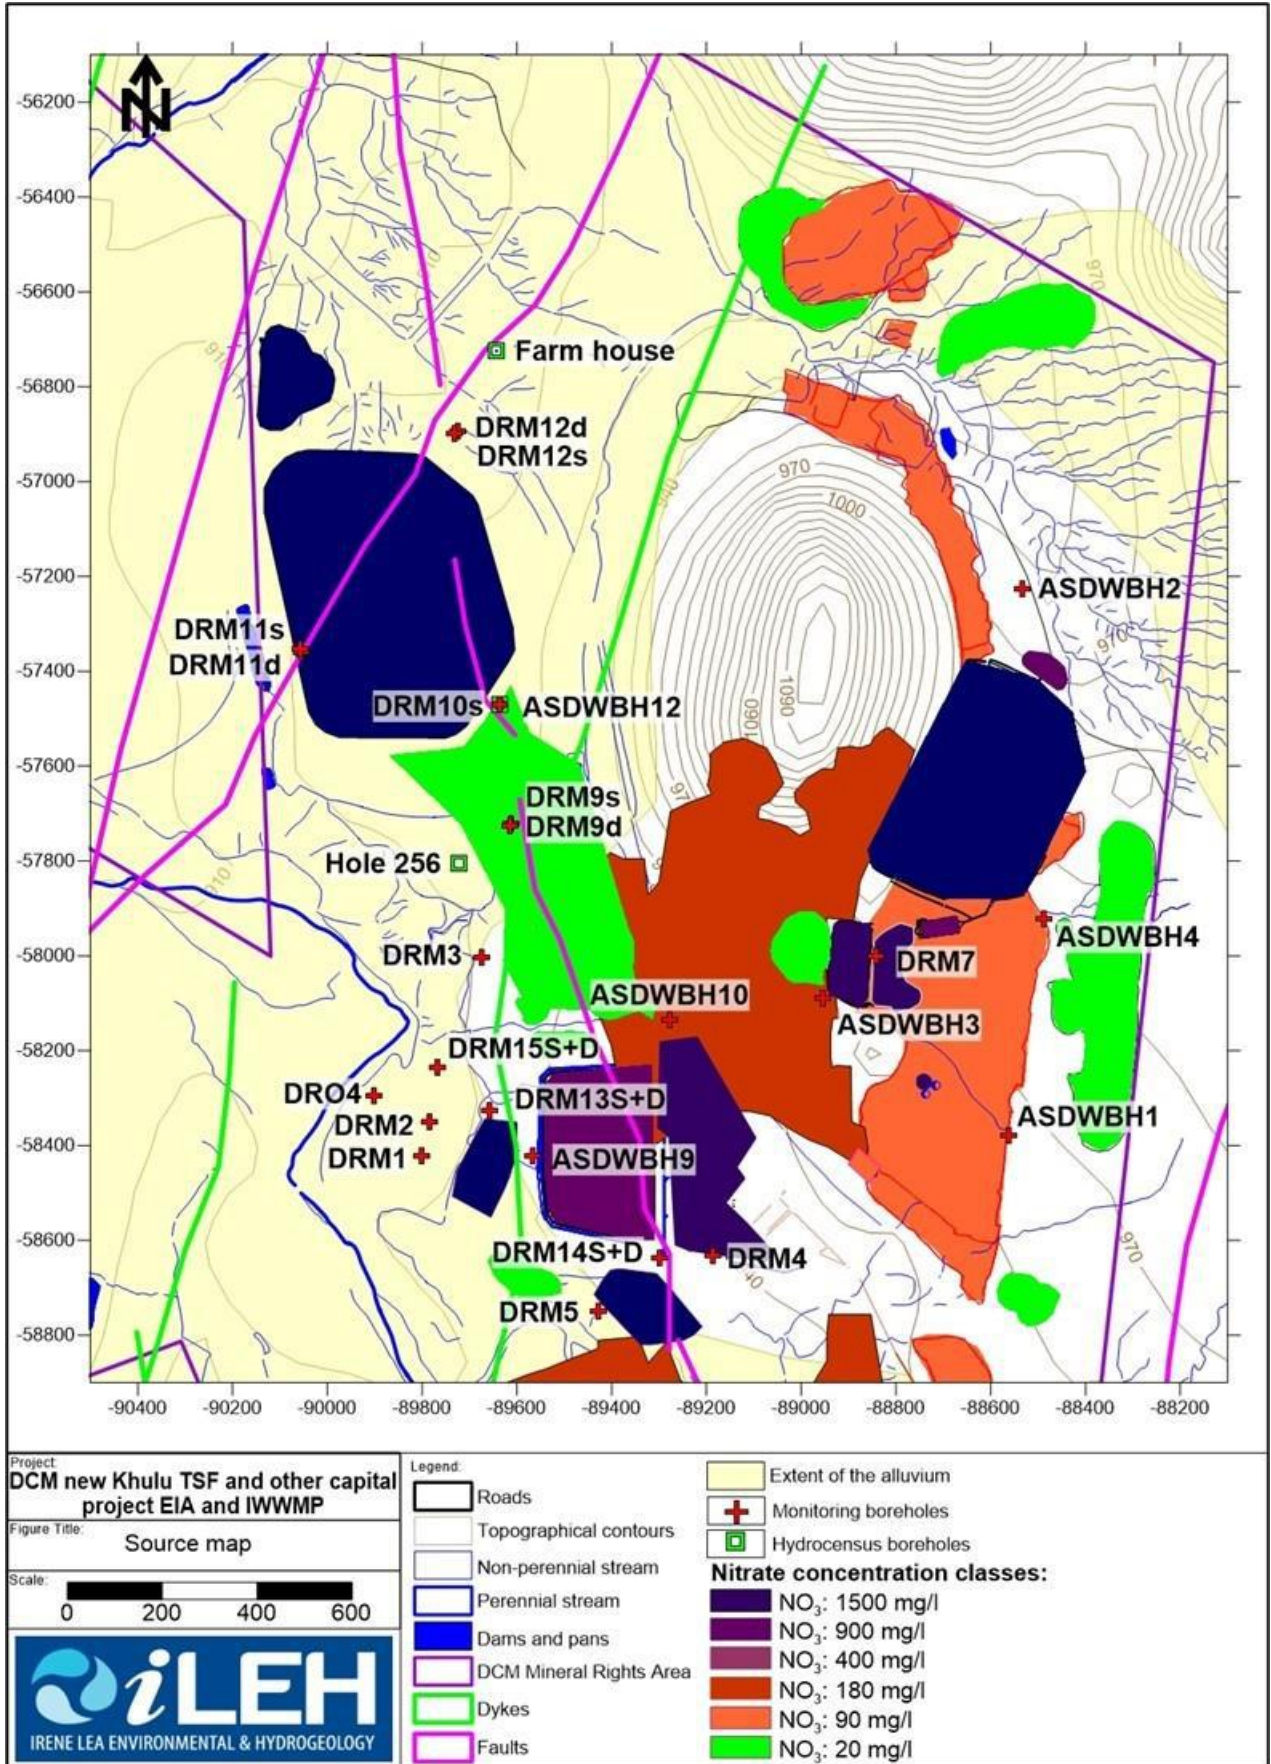 -56200
-56400
-56600
-56800
-57000
-57200
-57400
-57600
-57800
-58000
-58200
-58400
-58600
-58800
-90400 -90200 -90000 -89800 -89600 -89400 -89200 -89000 -88800 -88600 -88400 -88200
N
910
910
910
940
970
1000
1090
1060
970
970
970
Farm house
DRM12d
DRM12s
ASDWBH2
DRM11s
DRM11d
DRM10s
ASDWBH12
DRM9s
DRM9d
Hole 256
DRM3
DRM7
ASDWBH4
ASDWBH10
ASDWBH3
DRM15S+D
DRO4
DRM13S+D
DRM2
ASDWBH1
DRM1
ASDWBH9
DRM14S+D
DRM4
DRM5
Project:
DCM new Khulu TSF and other capital
project EIA and IWWMP
Figure Title:
Source map
Scale:
0 200 400 600
iLEH
IRENE LEA ENVIRONMENTAL & HYDROGEOLOGY
Legend:
Roads
Topographical contours
Non-perennial stream
Perennial stream
Dams and pans
DCM Mineral Rights Area
Dykes
Faults
Extent of the alluvium
Monitoring boreholes
Hydrocensus boreholes
Nitrate concentration classes:
NO₃: 1500 mg/l
NO₃: 900 mg/l
NO₃: 400 mg/l
NO₃: 180 mg/l
NO₃: 90 mg/l
NO₃: 20 mg/l